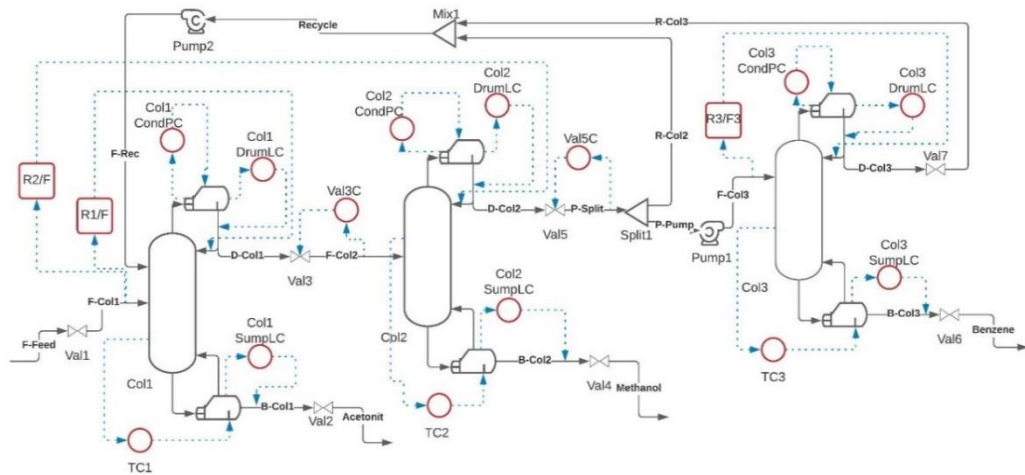 Mix1
R-Col3
Recycle
Pump2
Col3
CondPC
Col3
DrumLC
Col2
CondPC
Col2
DrumLC
Col1
CondPC
Col1
DrumLC
R3/F3
Val5C
R-Col2
F-Rec
R2/F
R1/F
Val3C
D-Col3
Val7
F-Col3
D-Col2
P-Split
Val5
Split1
P-Pump
Pump1
D-Col1
F-Col2
Val3
Col2
SumpLC
Col3
SumpLC
Col3
F-Col1
F-Feed
Val1
Col1
SumpLC
Col2
B-Col3
Val6
Benzene
Col1
B-Col2
Val4
Methanol
B-Col1
Val2
Acetonit
TC1
TC2
TC3